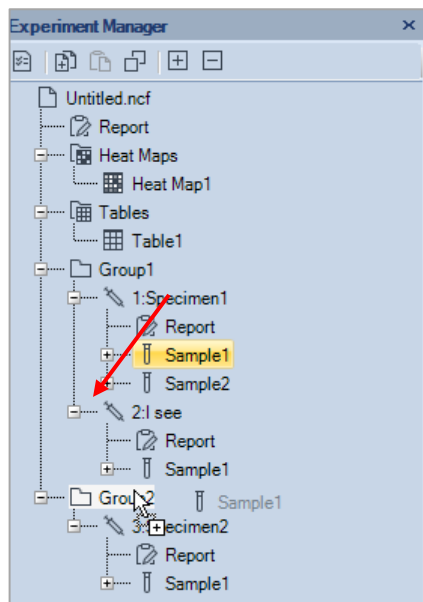 Experiment Manager
Untitled.ncf
Report
Heat Maps
Heat Map1
Tables
Table1
Group1
1:Specimen1
Report
Sample1
Sample2
2:I see
Report
Sample1
Group2
Sample1
3:Specimen2
Report
Sample1